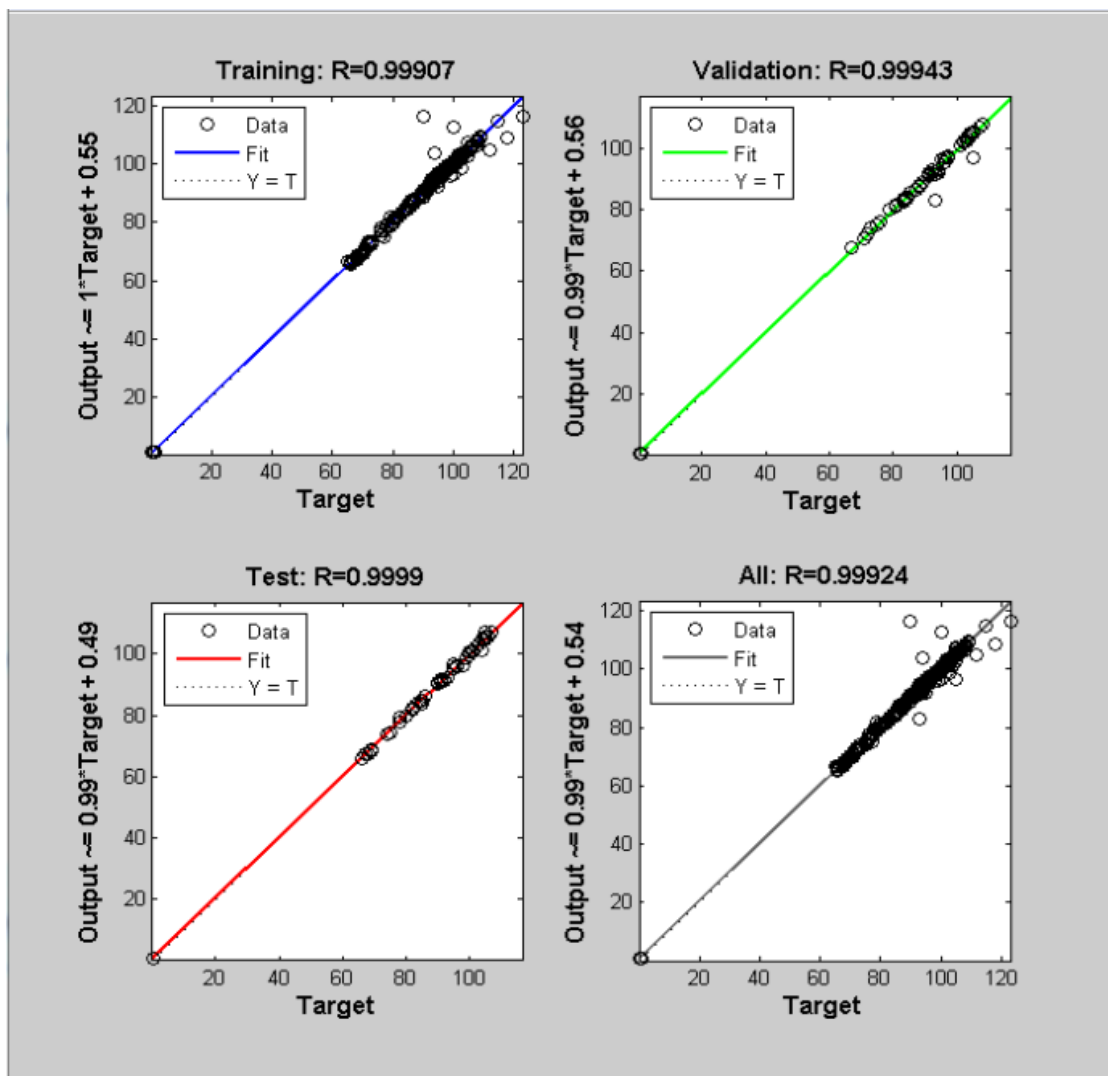 Training: R=0.99907
Output ~= 1*Target + 0.55
120
100
80
60
40
20
Data
Fit
Y = T
20
40
60
80
100
120
Target
Validation: R=0.99943
Output ~= 0.99*Target + 0.56
100
80
60
40
20
Data
Fit
Y = T
20
40
60
80
100
Target
Test: R=0.9999
Output ~= 0.99*Target + 0.49
100
80
60
40
20
Data
Fit
Y = T
20
40
60
80
100
Target
All: R=0.99924
Output ~= 0.99*Target + 0.54
120
100
80
60
40
20
Data
Fit
Y = T
20
40
60
80
100
120
Target